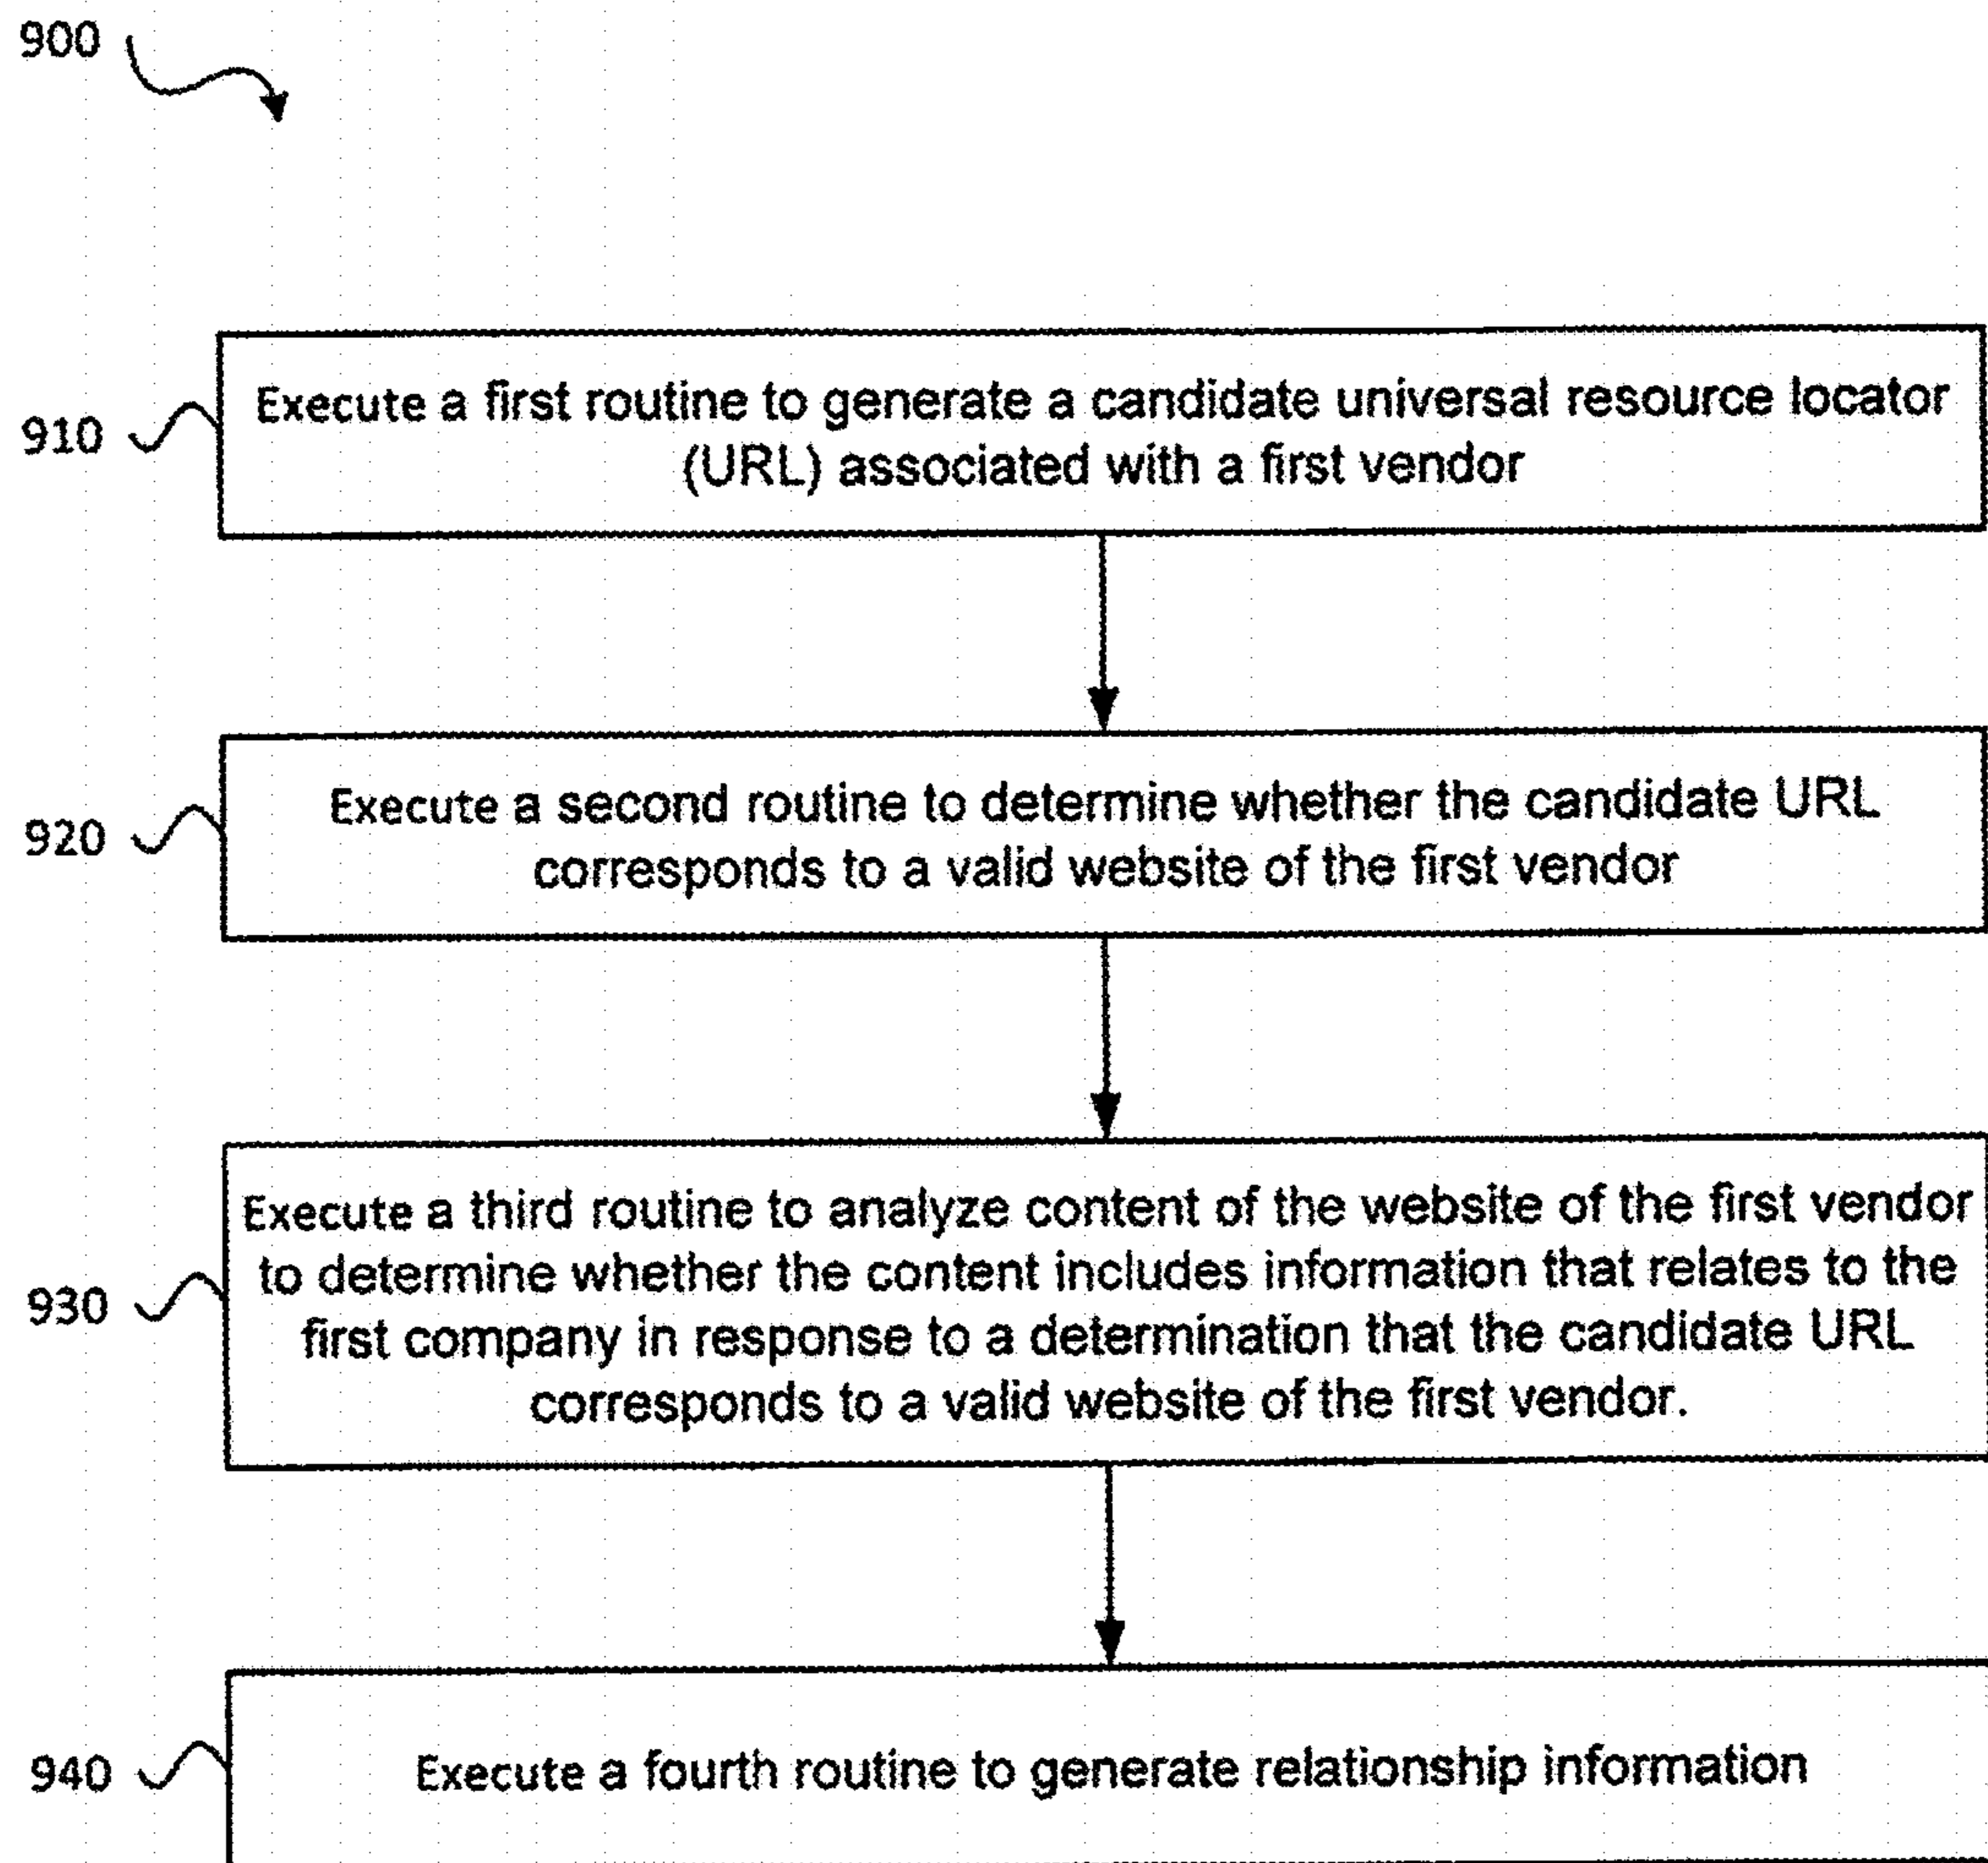 900
910
Execute a first routine to generate a candidate universal resource locator
(URL) associated with a first vendor
920
Execute a second routine to determine whether the candidate URL
corresponds to a valid website of the first vendor
930
Execute a third routine to analyze content of the website of the first vendor
to determine whether the content includes information that relates to the
first company in response to a determination that the candidate URL
corresponds to a valid website of the first vendor.
940
Execute a fourth routine to generate relationship information